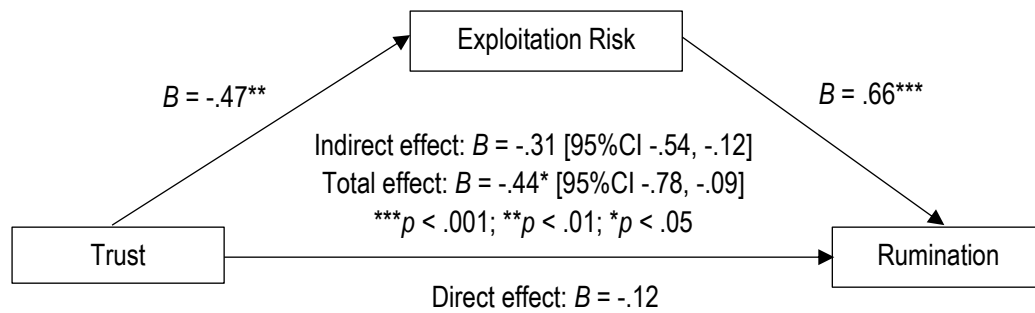 Exploitation Risk
B = -.47**
B = .66***
Indirect effect: B = -.31 [95%CI -.54, -.12]
Total effect: B = -.44* [95%CI -.78, -.09]
***p < .001; **p < .01; *p < .05
Trust
Rumination
Direct effect: B = -.12